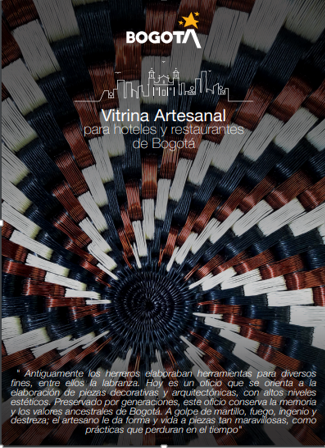 BOGOTÁ
Vitrina Artesanal
para hoteles y restaurantes
de Bogotá
" Antiguamente los herreros elaboraban herramientas para diversos
fines, entre ellos la labranza. Hoy es un oficio que se orienta a la
elaboración de piezas decorativas y arquitectónicas, con altos niveles
estéticos. Preservado por generaciones, este oficio conserva la memoria
y los valores ancestrales de Bogotá. A golpe de martillo, fuego, ingenio y
destreza; el artesano le da forma y vida a piezas tan maravillosas, como
prácticas que perduran en el tiempo"